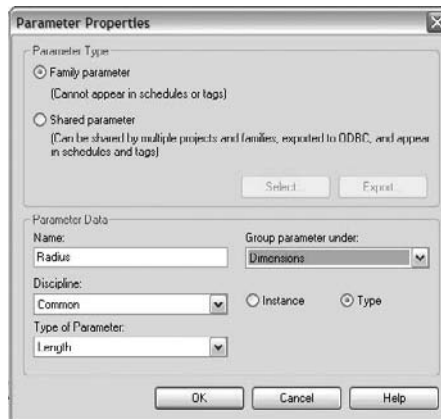 Parameter Properties
Parameter Type
Family parameter
(Cannot appear in schedules or tags)
Shared parameter
(Can be shared by multiple projects and families, exported to ODBC, and appear
in schedules and tags)
Select... Export...
Parameter Data
Name: Group parameter under:
Radius Dimensions
Discipline:
Common Instance Type
Type of Parameter:
Length
OK Cancel Help